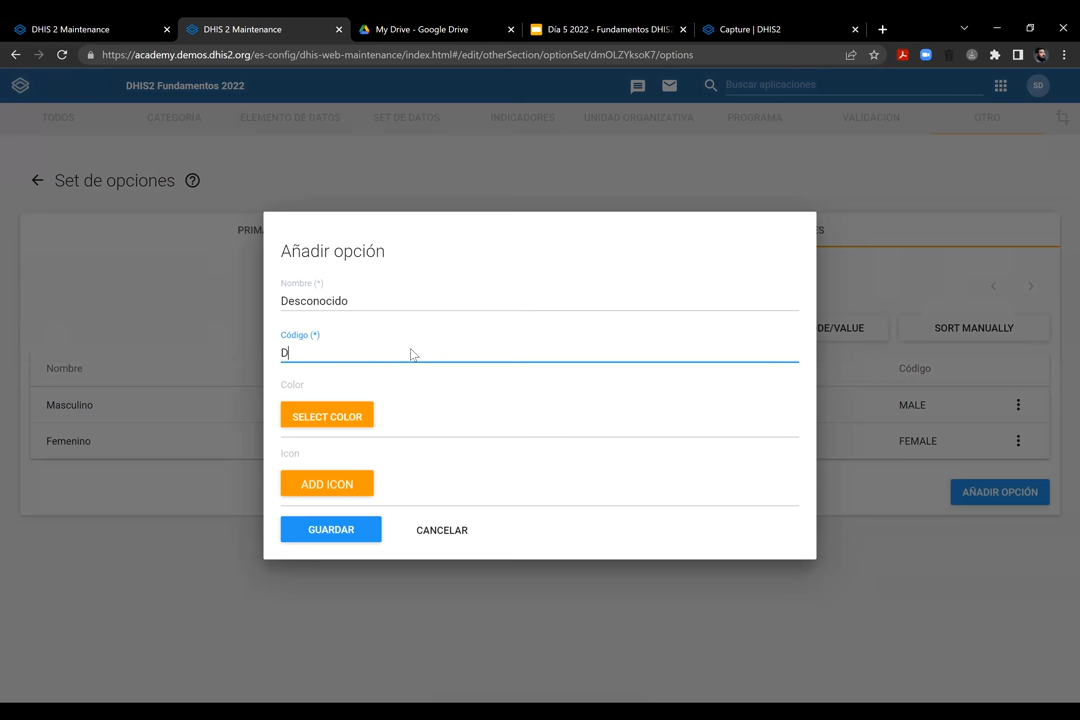 DHIS 2 Maintenance
DHIS 2 Maintenance
My Drive - Google Drive
Día 5 2022 - Fundamentos DHIS
Capture | DHIS2
https://academy.demos.dhis2.org/es-config/dhis-web-maintenance/index.html#/edit/otherSection/optionSet/dmOLZYksoK7/options
DHIS2 Fundamentos 2022
Buscar aplicaciones
SD
TODOS
CATEGORÍA
ELEMENTO DE DATOS
SET DE DATOS
INDICADORES
UNIDAD ORGANIZATIVA
PROGRAMA
VALIDACIÓN
OTRO
Set de opciones
PRIM
ES
Añadir opción
Nombre (*)
Desconocido
Código (*)
D
Color
SELECT COLOR
Icon
ADD ICON
GUARDAR
CANCELAR
DE/VALUE
SORT MANUALLY
Nombre
Código
Masculino
MALE
Femenino
FEMALE
AÑADIR OPCIÓN